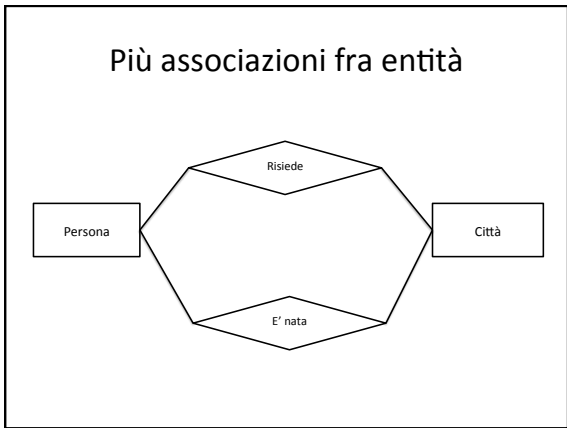 Più associazioni fra entità
Risiede
Persona
Città
E’ nata